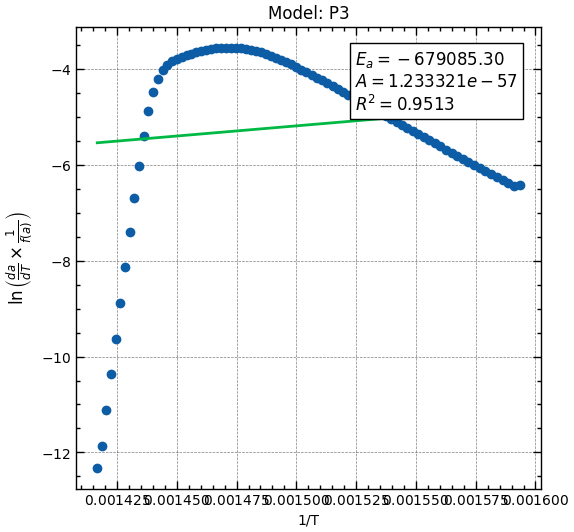 Model: P3
E_a = −679085.30
A = 1.233321e − 57
R² = 0.9513
ln (da/dT × 1/f(a))
−4
−6
−8
−10
−12
0.001425 0.001450 0.001475 0.001500 0.001525 0.001550 0.001575 0.001600
1/T